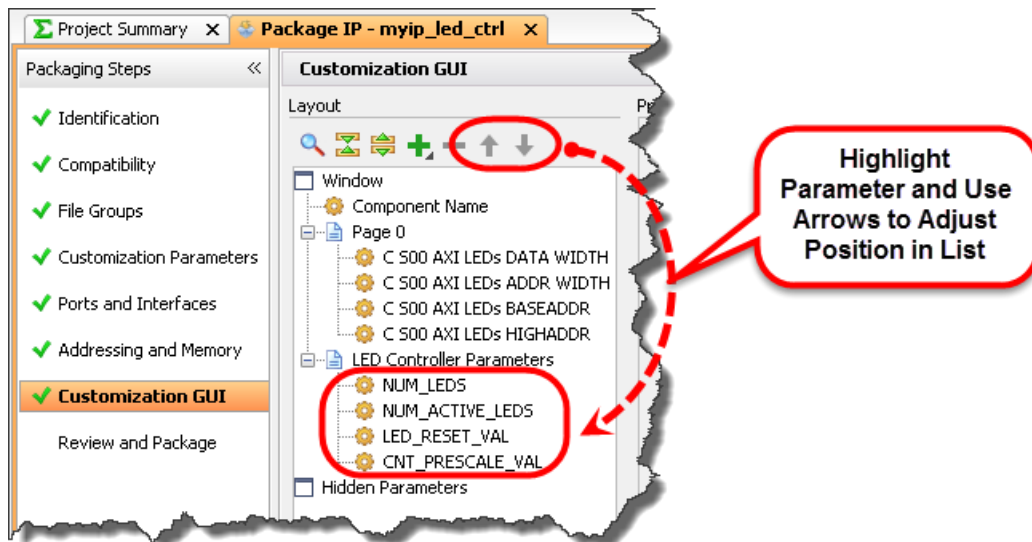 Project Summary X Package IP - myip_led_ctrl X
Packaging Steps <<
Customization GUI
Identification
Compatibility
File Groups
Customization Parameters
Ports and Interfaces
Addressing and Memory
Customization GUI
Review and Package
Layout
Window
Component Name
Page 0
C S00 AXI LEDs DATA WIDTH
C S00 AXI LEDs ADDR WIDTH
C S00 AXI LEDs BASEADDR
C S00 AXI LEDs HIGHADDR
LED Controller Parameters
NUM_LEDS
NUM_ACTIVE_LEDS
LED_RESET_VAL
CNT_PRESCALE_VAL
Hidden Parameters
Highlight
Parameter and Use
Arrows to Adjust
Position in List